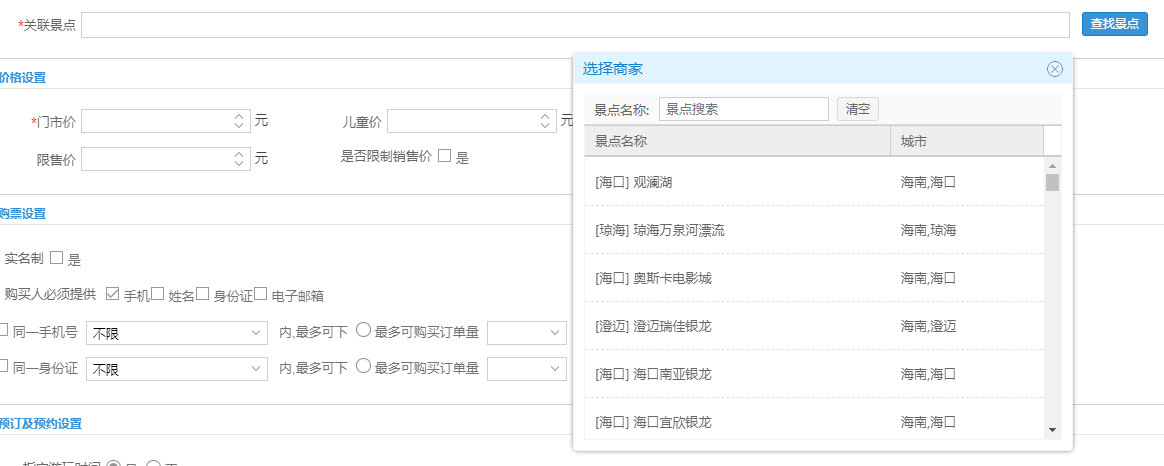 *关联景点 查找景点
选择商家
价格设置
景点名称: 景点搜索 清空
*门市价 元 儿童价 元
景点名称 城市
限售价 元 是否限制销售价 是
[海口] 观澜湖 海南,海口
购票设置
[琼海] 琼海万泉河漂流 海南,琼海
实名制 是
[海口] 奥斯卡电影城 海南,海口
购买人必须提供 手机 姓名 身份证 电子邮箱
[澄迈] 澄迈瑞佳银龙 海南,澄迈
同一手机号 不限 内,最多可下 最多可购买订单量
同一身份证 不限 内,最多可下 最多可购买订单量
[海口] 海口南亚银龙 海南,海口
预订及预约设置
[海口] 海口宜欣银龙 海南,海口